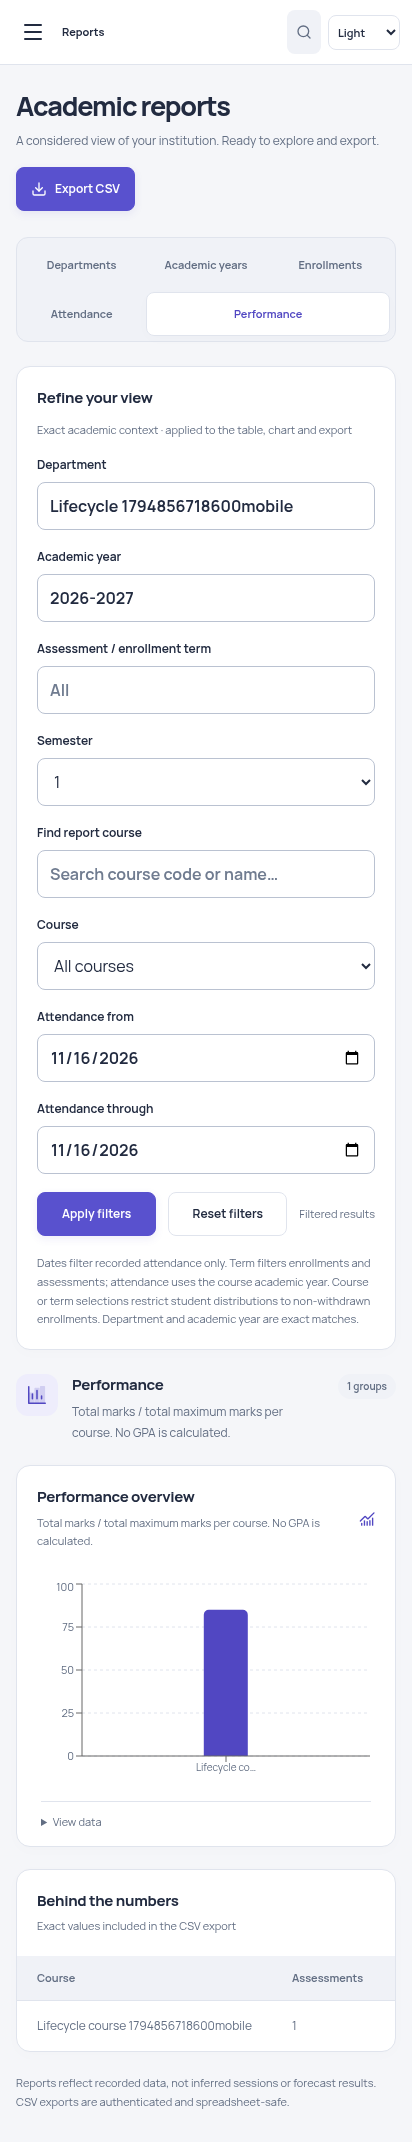 Reports
Light
Academic reports
A considered view of your institution. Ready to explore and export.
Export CSV
Departments
Academic years
Enrollments
Attendance
Performance
Refine your view
Exact academic context · applied to the table, chart and export
Department
Lifecycle 1794856718600mobile
Academic year
2026-2027
Assessment / enrollment term
All
Semester
1
Find report course
Search course code or name…
Course
All courses
Attendance from
11/16/2026
Attendance through
11/16/2026
Apply filters
Reset filters
Filtered results
Dates filter recorded attendance only. Term filters enrollments and
assessments; attendance uses the course academic year. Course
or term selections restrict student distributions to non-withdrawn
enrollments. Department and academic year are exact matches.
Performance
1 groups
Total marks / total maximum marks per
course. No GPA is calculated.
Performance overview
Total marks / total maximum marks per course. No GPA is
calculated.
100
75
50
25
0
Lifecycle co…
View data
Behind the numbers
Exact values included in the CSV export
Course
Assessments
Lifecycle course 1794856718600mobile
1
Reports reflect recorded data, not inferred sessions or forecast results.
CSV exports are authenticated and spreadsheet-safe.